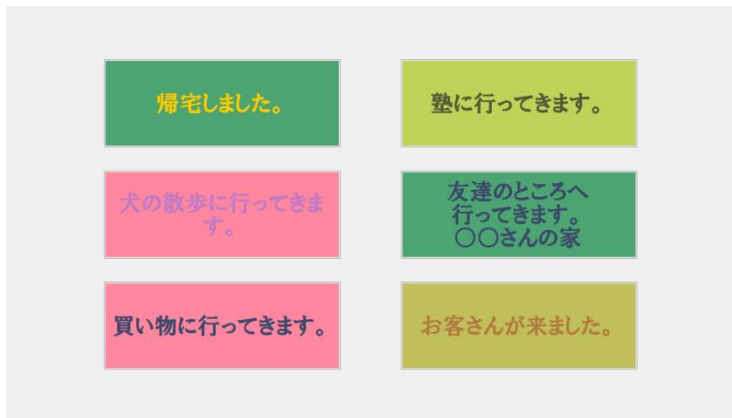 帰宅しました。
塾に行ってきます。
犬の散歩に行ってきま
す。
友達のところへ
行ってきます。
〇〇さんの家
買い物に行ってきます。
お客さんが来ました。